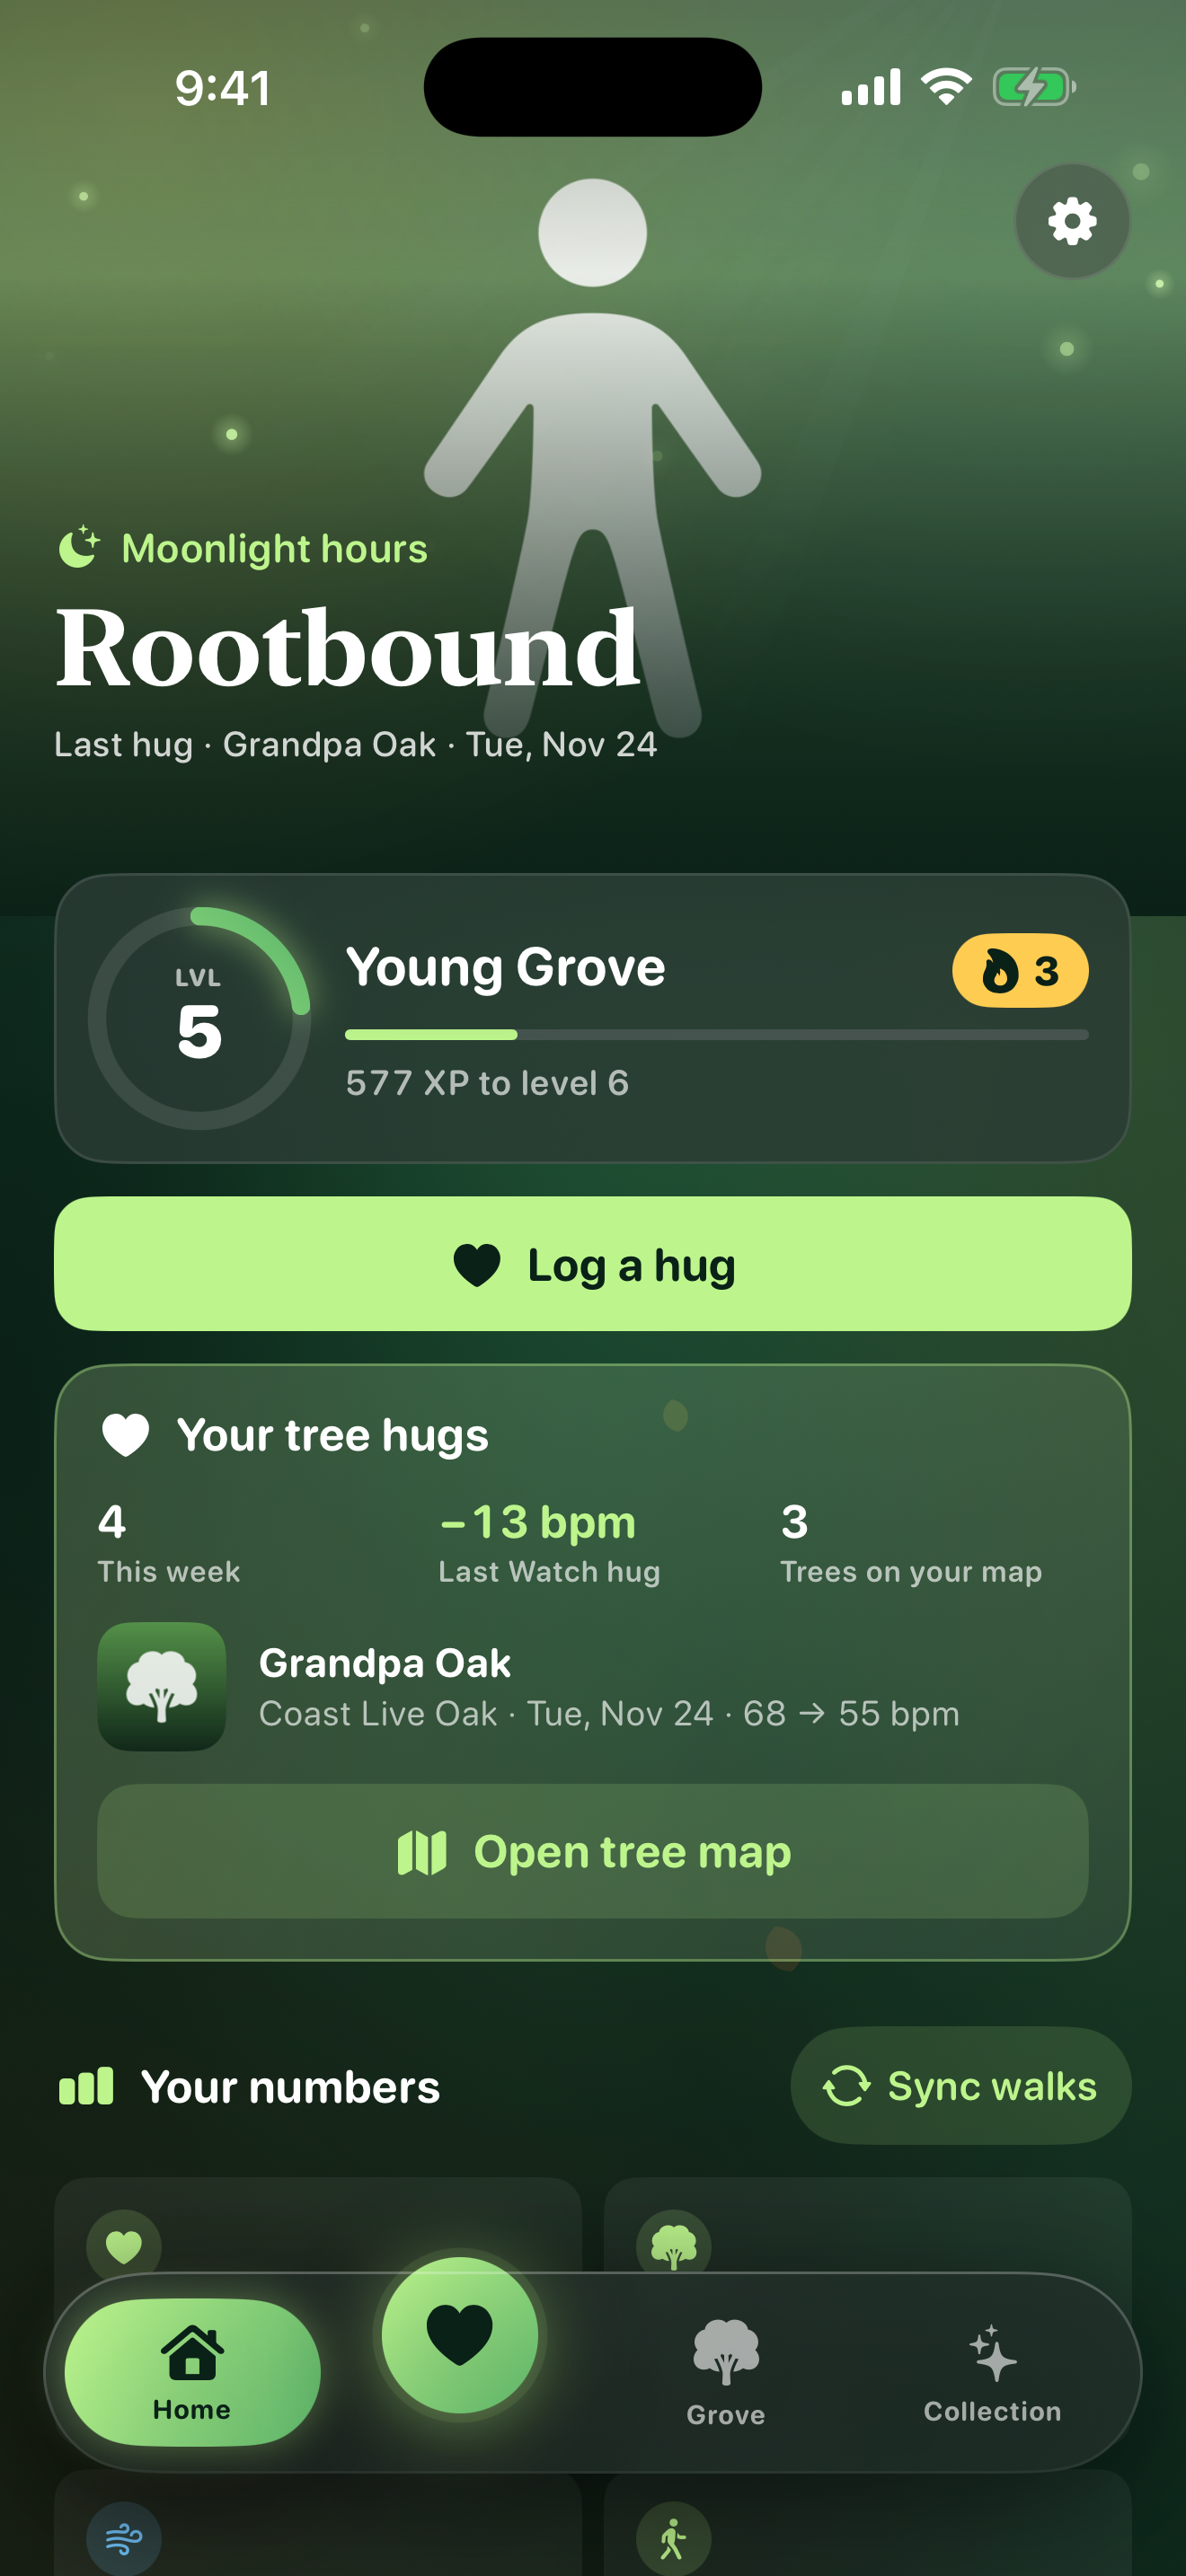 9:41
Moonlight hours
Rootbound
Last hug · Grandpa Oak · Tue, Nov 24
LVL
5
Young Grove
3
577 XP to level 6
Log a hug
Your tree hugs
4
This week
−13 bpm
Last Watch hug
3
Trees on your map
Grandpa Oak
Coast Live Oak · Tue, Nov 24 · 68 → 55 bpm
Open tree map
Your numbers
Sync walks
Home
Grove
Collection